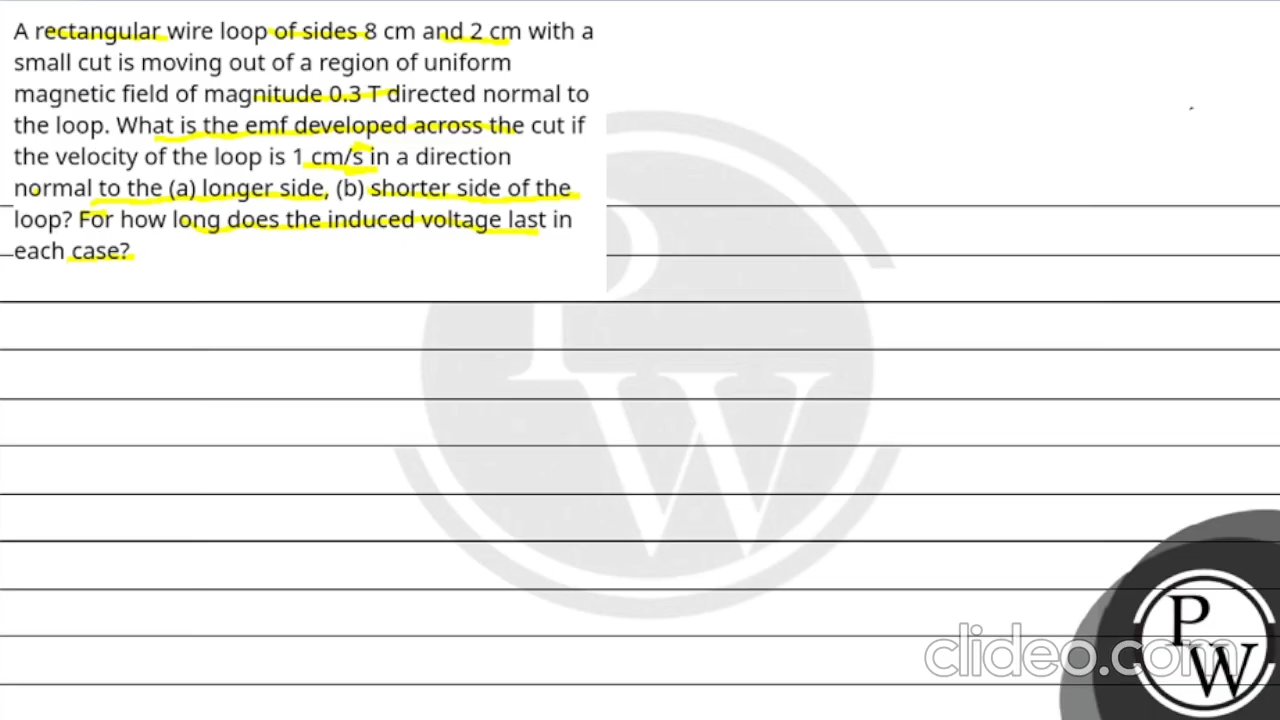 A rectangular wire loop of sides 8 cm and 2 cm with a
small cut is moving out of a region of uniform
magnetic field of magnitude 0.3 T directed normal to
the loop. What is the emf developed across the cut if
the velocity of the loop is 1 cm/s in a direction
normal to the (a) longer side, (b) shorter side of the
loop? For how long does the induced voltage last in
each case?
P
W
P
W
clideo.com